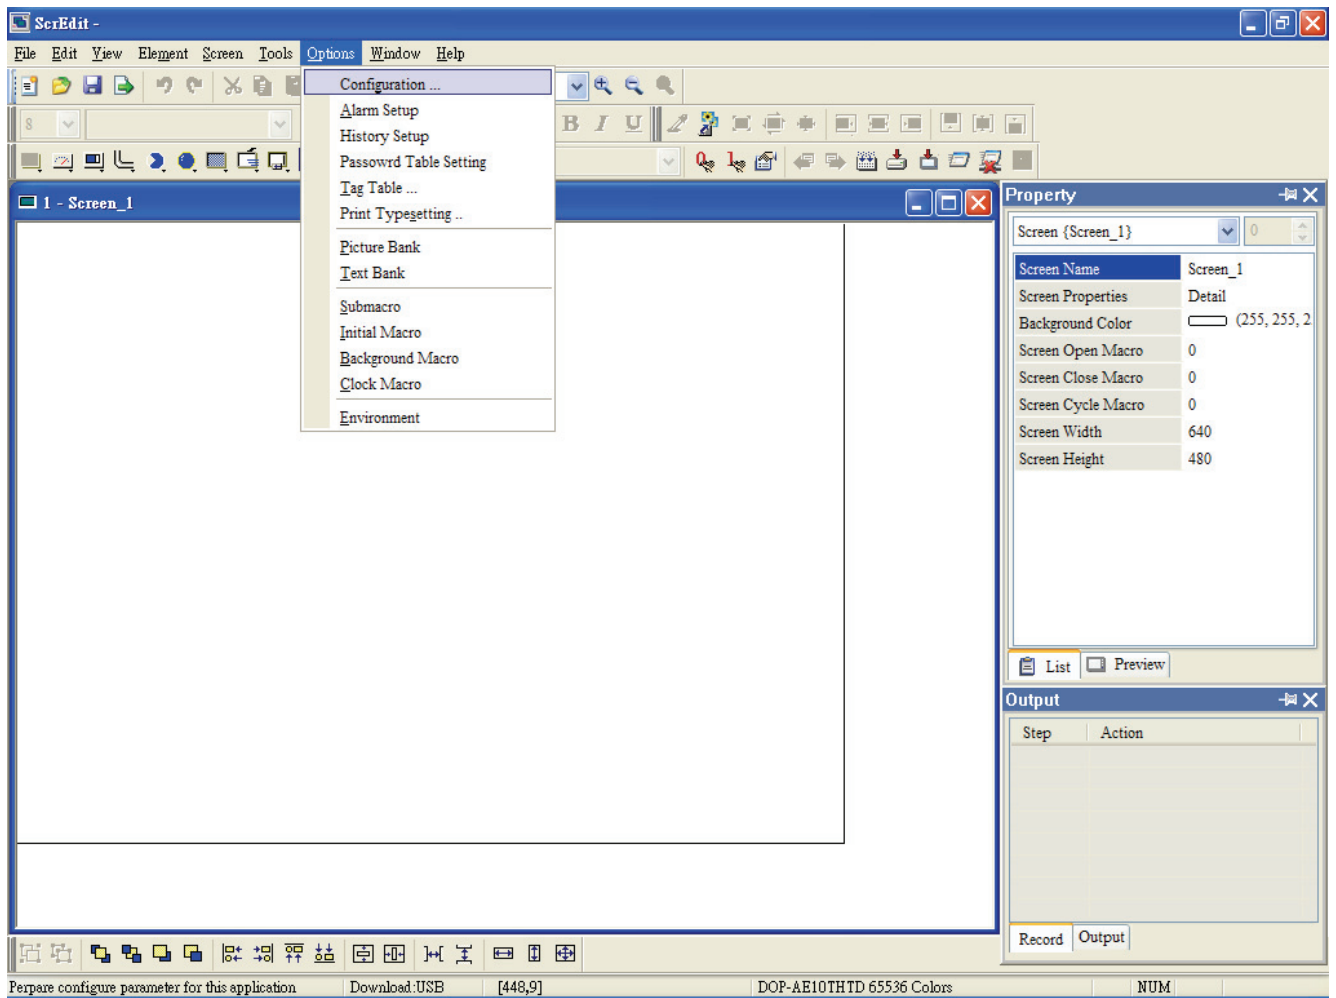 ScrEdit -
File Edit View Element Screen Tools Options Window Help
Configuration ...
Alarm Setup
History Setup
Passowrd Table Setting
Tag Table ...
Print Typesetting ..
Picture Bank
Text Bank
Submacro
Initial Macro
Background Macro
Clock Macro
Environment
8
B I U
1 - Screen_1
Property
Screen {Screen_1} 0
Screen Name Screen_1
Screen Properties Detail
Background Color (255, 255, 2
Screen Open Macro 0
Screen Close Macro 0
Screen Cycle Macro 0
Screen Width 640
Screen Height 480
List Preview
Output
Step Action
Record Output
Perpare configure parameter for this application Download:USB [448,9] DOP-AE10THTD 65536 Colors NUM